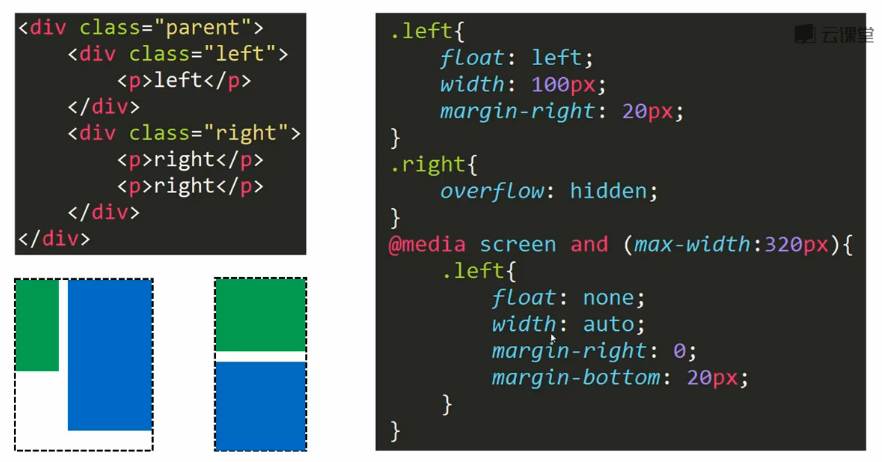 <div class="parent">
    <div class="left">
        <p>left</p>
    </div>
    <div class="right">
        <p>right</p>
        <p>right</p>
    </div>
</div>
云课堂
.left{
    float: left;
    width: 100px;
    margin-right: 20px;
}
.right{
    overflow: hidden;
}
@media screen and (max-width:320px){
    .left{
        float: none;
        width: auto;
        margin-right: 0;
        margin-bottom: 20px;
    }
}